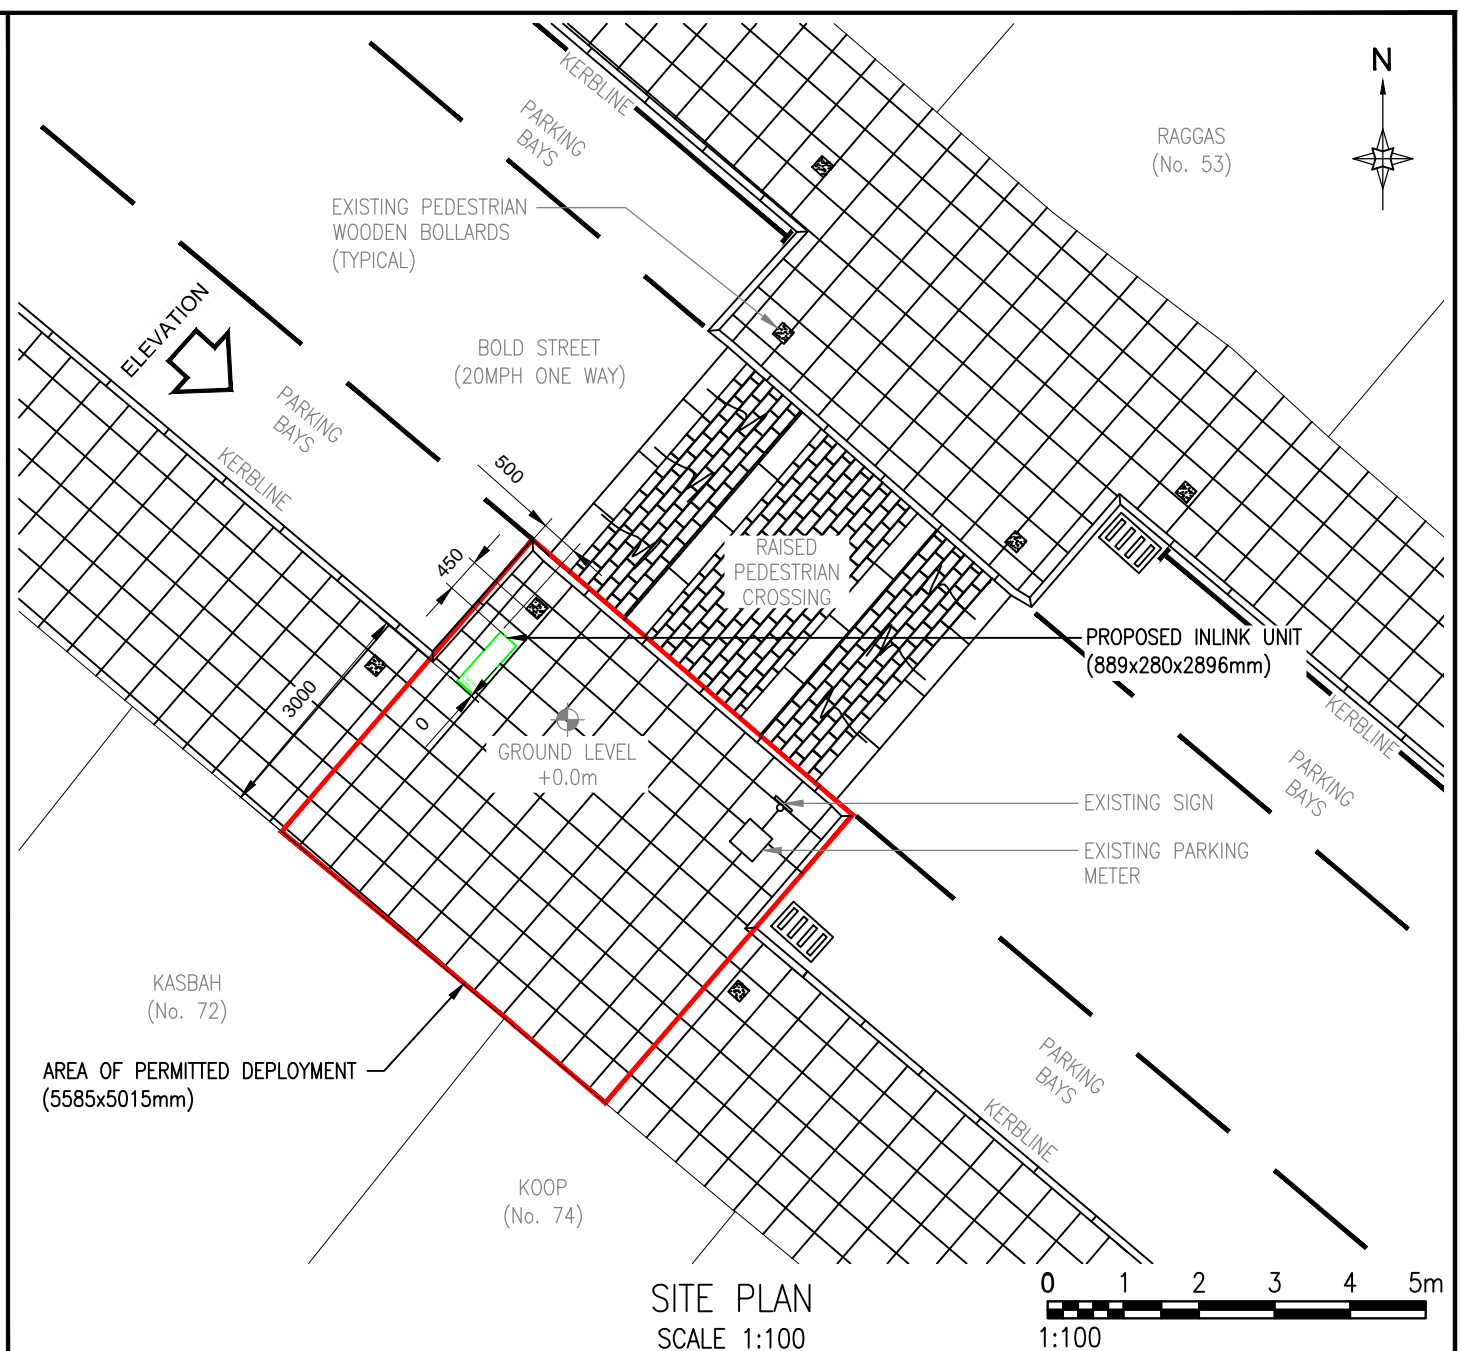 N
KERBLINE
PARKING
BAYS
RAGGAS
(No. 53)
EXISTING PEDESTRIAN
WOODEN BOLLARDS
(TYPICAL)
ELEVATION
BOLD STREET
(20MPH ONE WAY)
PARKING
BAYS
KERBLINE
500
450
RAISED
PEDESTRIAN
CROSSING
PROPOSED INLINK UNIT
(889x280x2896mm)
3000
0
GROUND LEVEL
+0.0m
KERBLINE
PARKING
BAYS
EXISTING SIGN
EXISTING PARKING
METER
KASBAH
(No. 72)
AREA OF PERMITTED DEPLOYMENT
(5585x5015mm)
PARKING
BAYS
KERBLINE
KOOP
(No. 74)
SITE PLAN
SCALE 1:100
0 1 2 3 4 5m
1:100